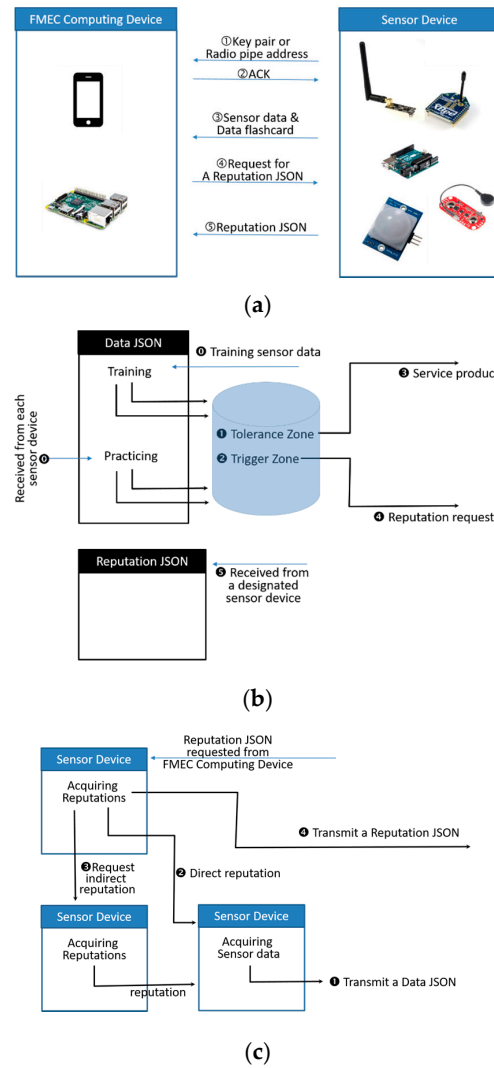 FMEC Computing Device
Sensor Device
①Key pair or
Radio pipe address
②ACK
③Sensor data &
Data flashcard
④Request for
A Reputation JSON
⑤Reputation JSON
(a)
Data JSON
⓿ Training sensor data
Training
❸ Service product
Received from each
sensor device
⓿
❶ Tolerance Zone
Practicing
❷ Trigger Zone
❹ Reputation request
Reputation JSON
❺ Received from
a designated
sensor device
(b)
Reputation JSON
requested from
FMEC Computing Device
Sensor Device
Acquiring
Reputations
❹ Transmit a Reputation JSON
❸Request
indirect
reputation
❷ Direct reputation
Sensor Device
Sensor Device
Acquiring
Reputations
Acquiring
Sensor data
reputation
❶ Transmit a Data JSON
(c)